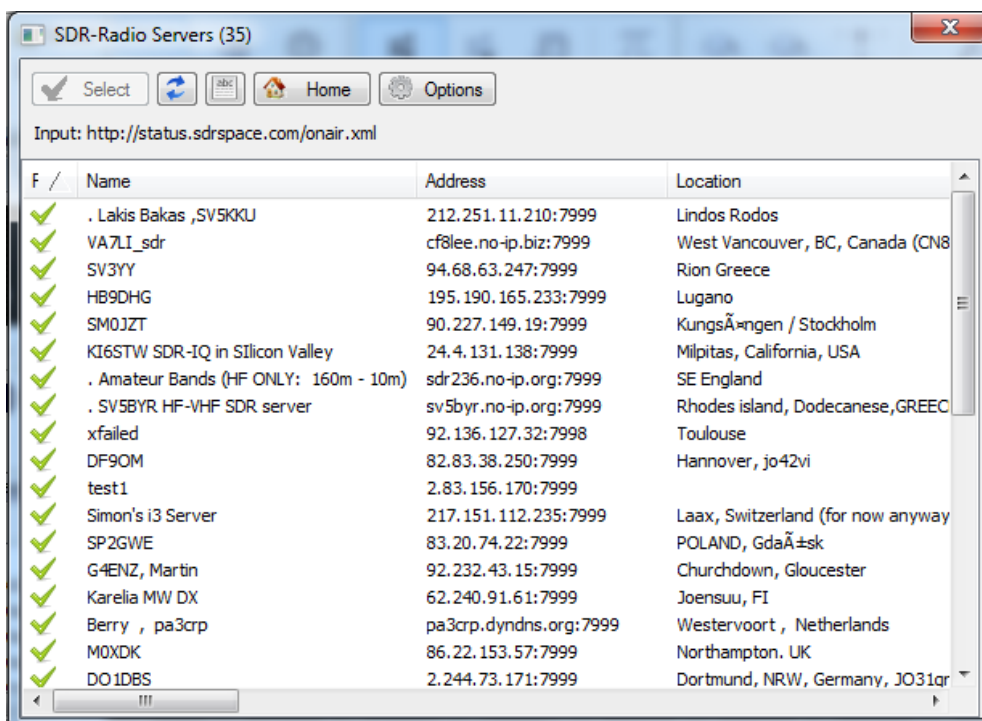 SDR-Radio Servers (35)
Select abc Home Options
Input: http://status.sdrspace.com/onair.xml
F Name Address Location
. Lakis Bakas ,SV5KKU 212.251.11.210:7999 Lindos Rodos
VA7LI_sdr cf8lee.no-ip.biz:7999 West Vancouver, BC, Canada (CN8
SV3YY 94.68.63.247:7999 Rion Greece
HB9DHG 195.190.165.233:7999 Lugano
SM0JZT 90.227.149.19:7999 KungsÃ¤ngen / Stockholm
KI6STW SDR-IQ in SIlicon Valley 24.4.131.138:7999 Milpitas, California, USA
. Amateur Bands (HF ONLY: 160m - 10m) sdr236.no-ip.org:7999 SE England
. SV5BYR HF-VHF SDR server sv5byr.no-ip.org:7999 Rhodes island, Dodecanese,GREEC
xfailed 92.136.127.32:7998 Toulouse
DF9OM 82.83.38.250:7999 Hannover, jo42vi
test1 2.83.156.170:7999
Simon's i3 Server 217.151.112.235:7999 Laax, Switzerland (for now anyway
SP2GWE 83.20.74.22:7999 POLAND, GdaÅ±sk
G4ENZ, Martin 92.232.43.15:7999 Churchdown, Gloucester
Karelia MW DX 62.240.91.61:7999 Joensuu, FI
Berry , pa3crp pa3crp.dyndns.org:7999 Westervoort , Netherlands
M0XDK 86.22.153.57:7999 Northampton. UK
DO1DBS 2.244.73.171:7999 Dortmund, NRW, Germany, JO31qr